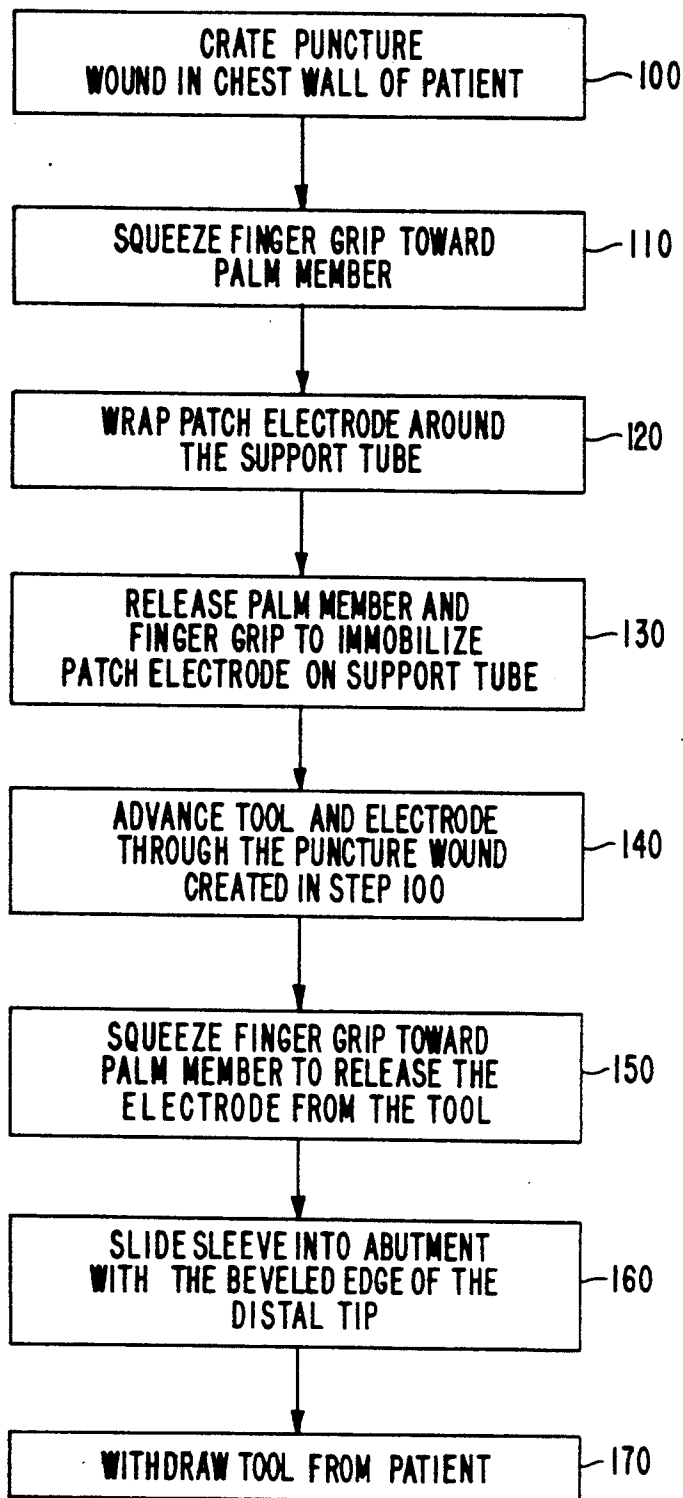 CRATE PUNCTURE
WOUND IN CHEST WALL OF PATIENT
100
SQUEEZE FINGER GRIP TOWARD
PALM MEMBER
110
WRAP PATCH ELECTRODE AROUND
THE SUPPORT TUBE
120
RELEASE PALM MEMBER AND
FINGER GRIP TO IMMOBILIZE
PATCH ELECTRODE ON SUPPORT TUBE
130
ADVANCE TOOL AND ELECTRODE
THROUGH THE PUNCTURE WOUND
CREATED IN STEP 100
140
SQUEEZE FINGER GRIP TOWARD
PALM MEMBER TO RELEASE THE
ELECTRODE FROM THE TOOL
150
SLIDE SLEEVE INTO ABUTMENT
WITH THE BEVELED EDGE OF THE
DISTAL TIP
160
WITHDRAW TOOL FROM PATIENT
170